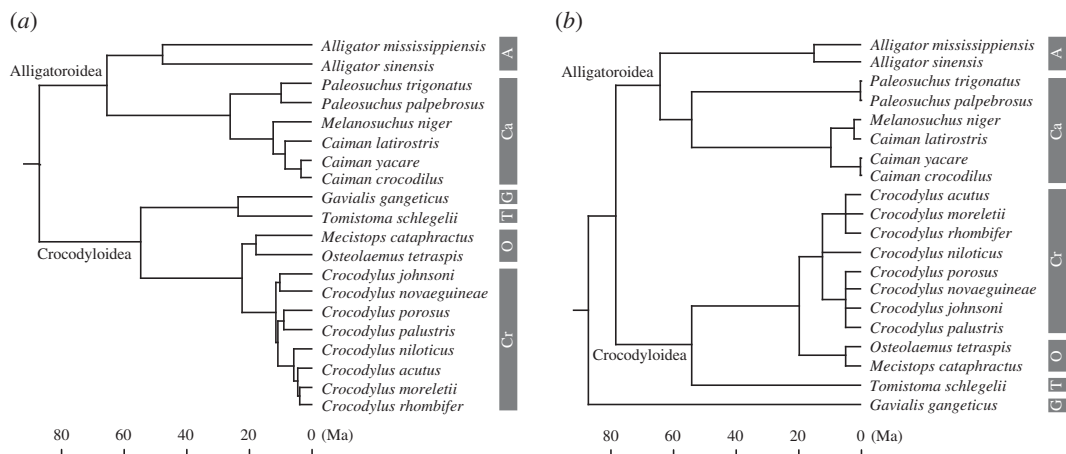 (a)
Alligatoroidea
Crocodyloidea
Alligator mississippiensis
Alligator sinensis
Paleosuchus trigonatus
Paleosuchus palpebrosus
Melanosuchus niger
Caiman latirostris
Caiman yacare
Caiman crocodilus
Gavialis gangeticus
Tomistoma schlegelii
Mecistops cataphractus
Osteolaemus tetraspis
Crocodylus johnsoni
Crocodylus novaeguineae
Crocodylus porosus
Crocodylus palustris
Crocodylus niloticus
Crocodylus acutus
Crocodylus moreletii
Crocodylus rhombifer
A
Ca
G
T
O
Cr
80 60 40 20 0 (Ma)
(b)
Alligatoroidea
Crocodyloidea
Alligator mississippiensis
Alligator sinensis
Paleosuchus trigonatus
Paleosuchus palpebrosus
Melanosuchus niger
Caiman latirostris
Caiman yacare
Caiman crocodilus
Crocodylus acutus
Crocodylus moreletii
Crocodylus rhombifer
Crocodylus niloticus
Crocodylus porosus
Crocodylus novaeguineae
Crocodylus johnsoni
Crocodylus palustris
Osteolaemus tetraspis
Mecistops cataphractus
Tomistoma schlegelii
Gavialis gangeticus
A
Ca
Cr
O
T
G
80 60 40 20 0 (Ma)